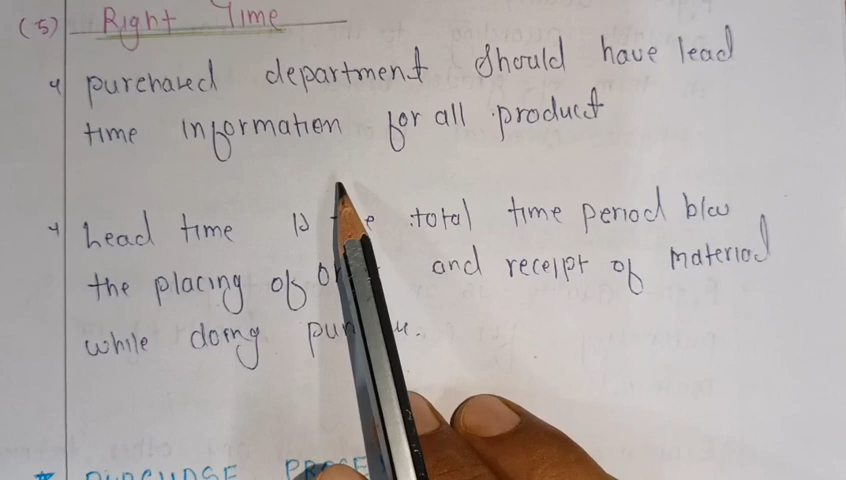 (5) Right Time
purchased department should have lead
time information for all product
Lead time is total time period b/w
the placing of and receipt of material
while doing